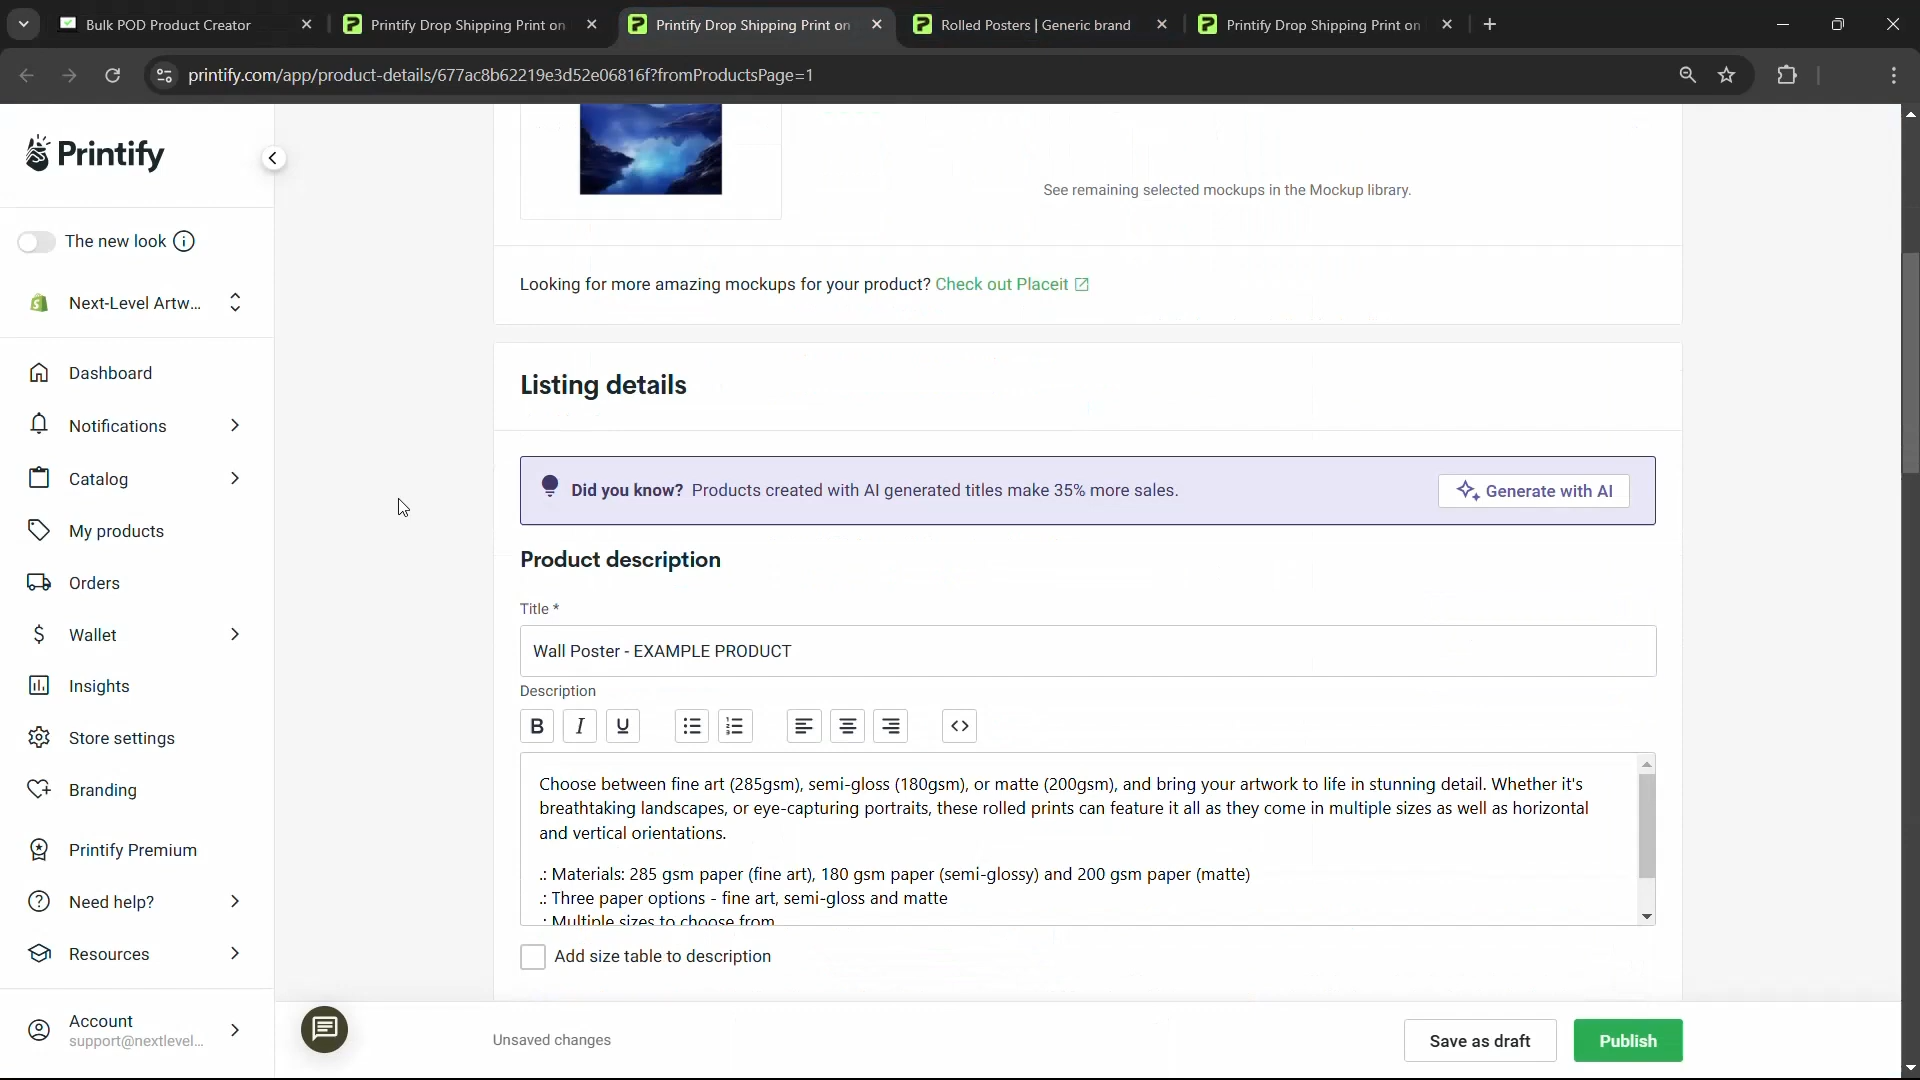 Bulk POD Product Creator
Printify Drop Shipping Print on
Printify Drop Shipping Print on
Rolled Posters | Generic brand
Printify Drop Shipping Print on
printify.com/app/product-details/677ac8b62219e3d52e06816f?fromProductsPage=1
Printify
The new look
Next-Level Artw...
Dashboard
Notifications
Catalog
My products
Orders
Wallet
Insights
Store settings
Branding
Printify Premium
Need help?
Resources
Account
support@nextlevel...
See remaining selected mockups in the Mockup library.
Looking for more amazing mockups for your product? Check out Placeit
Listing details
Did you know? Products created with AI generated titles make 35% more sales.
Generate with AI
Product description
Title *
Wall Poster - EXAMPLE PRODUCT
Description
B I U
Choose between fine art (285gsm), semi-gloss (180gsm), or matte (200gsm), and bring your artwork to life in stunning detail. Whether it's
breathtaking landscapes, or eye-capturing portraits, these rolled prints can feature it all as they come in multiple sizes as well as horizontal
and vertical orientations.
.: Materials: 285 gsm paper (fine art), 180 gsm paper (semi-glossy) and 200 gsm paper (matte)
.: Three paper options - fine art, semi-gloss and matte
.: Multiple sizes to choose from
Add size table to description
Unsaved changes
Save as draft
Publish